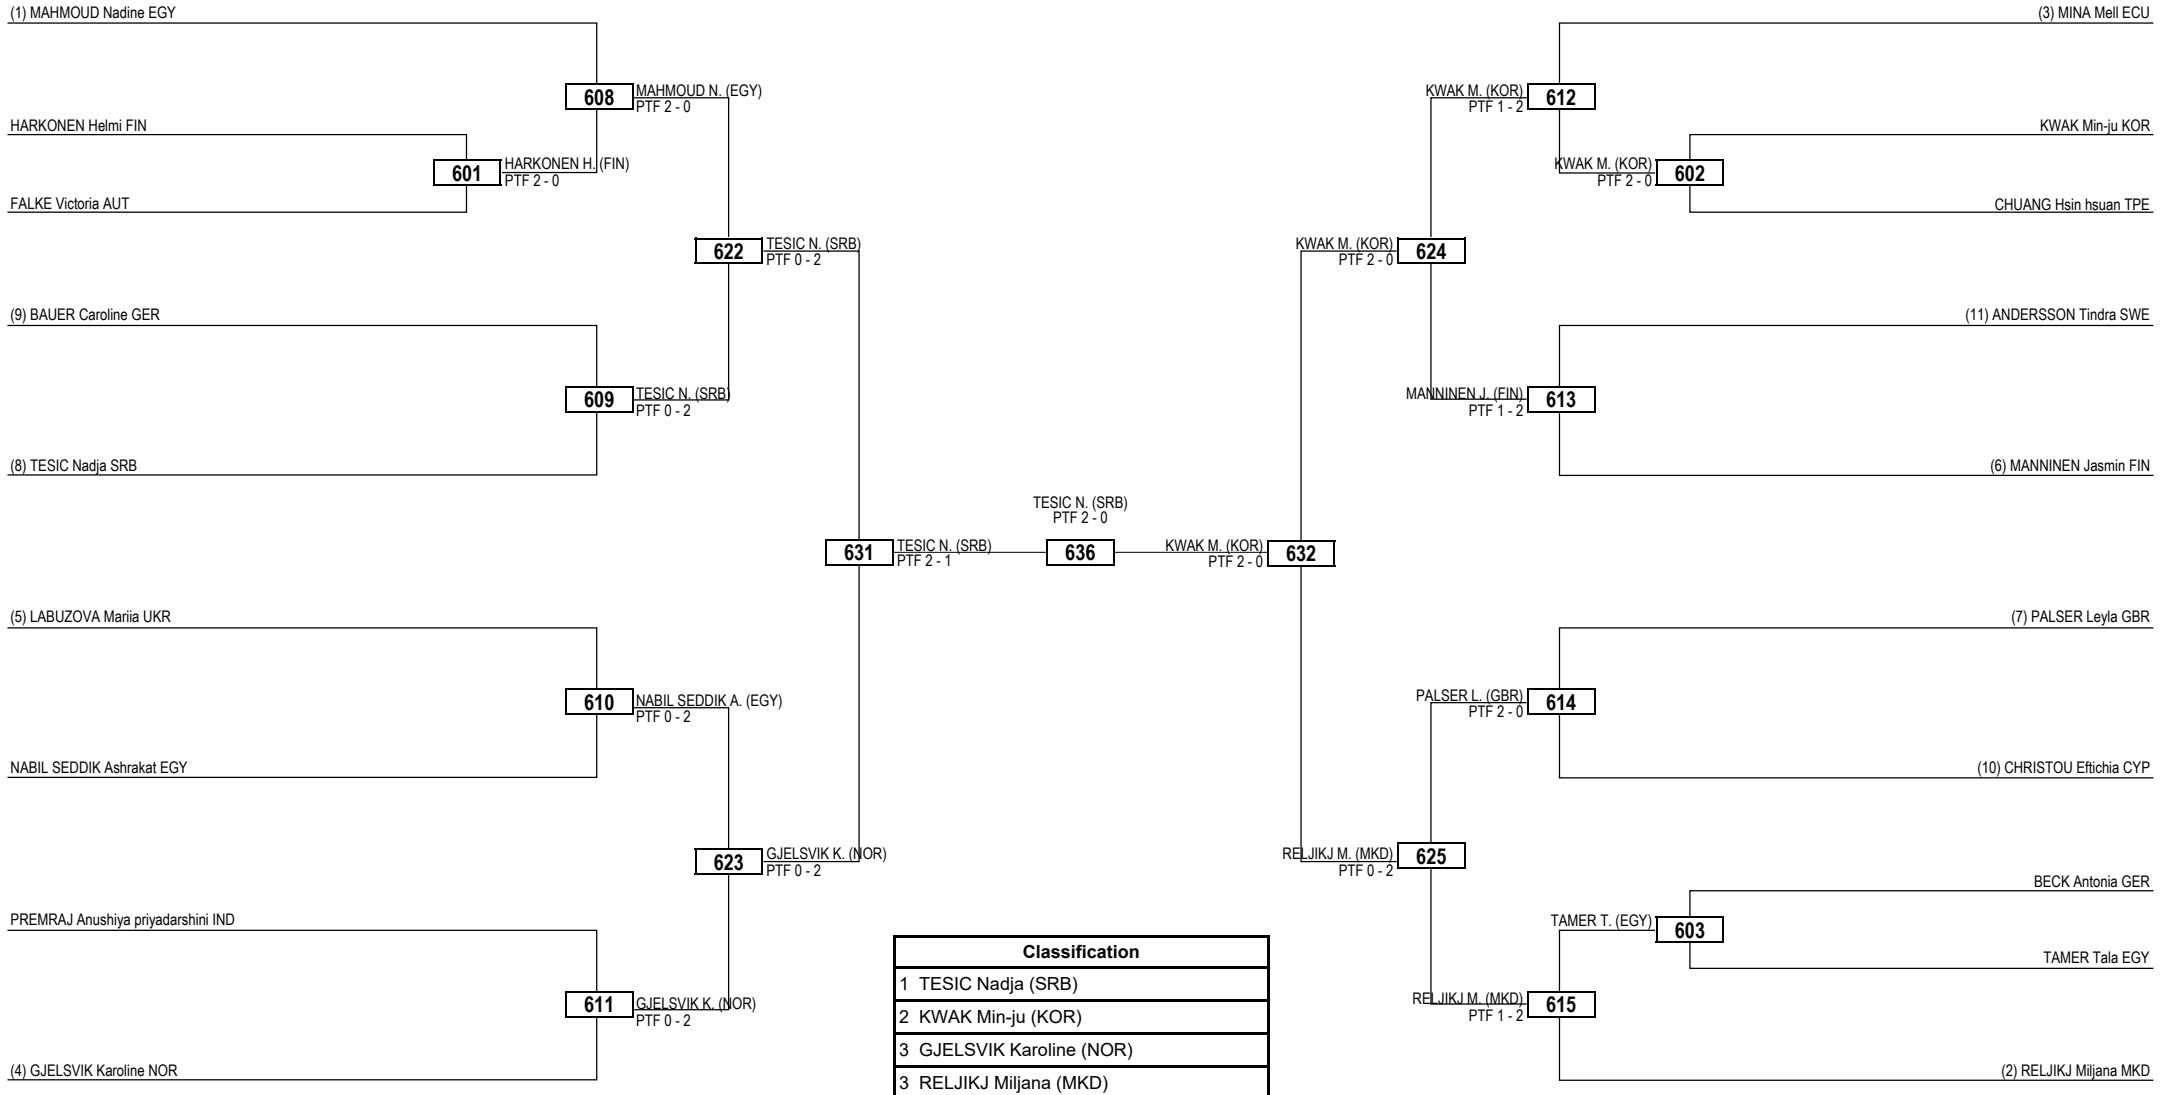 (1) MAHMOUD Nadine EGY
(3) MINA Mell ECU
608
MAHMOUD N. (EGY)
PTF 2 - 0
KWAK M. (KOR)
PTF 1 - 2
612
HARKONEN Helmi FIN
KWAK Min-ju KOR
601
HARKONEN H. (FIN)
PTF 2 - 0
KWAK M. (KOR)
PTF 2 - 0
602
FALKE Victoria AUT
CHUANG Hsin hsuan TPE
622
TESIC N. (SRB)
PTF 0 - 2
KWAK M. (KOR)
PTF 2 - 0
624
(9) BAUER Caroline GER
(11) ANDERSSON Tindra SWE
609
TESIC N. (SRB)
PTF 0 - 2
MANNINEN J. (FIN)
PTF 1 - 2
613
(8) TESIC Nadja SRB
(6) MANNINEN Jasmin FIN
TESIC N. (SRB)
PTF 2 - 0
631
TESIC N. (SRB)
PTF 2 - 1
636
KWAK M. (KOR)
PTF 2 - 0
632
(5) LABUZOVA Mariia UKR
(7) PALSER Leyla GBR
610
NABIL SEDDIK A. (EGY)
PTF 0 - 2
PALSER L. (GBR)
PTF 2 - 0
614
NABIL SEDDIK Ashrakat EGY
(10) CHRISTOU Eftichia CYP
623
GJELSVIK K. (NOR)
PTF 0 - 2
RELJIKJ M. (MKD)
PTF 0 - 2
625
BECK Antonia GER
PREMRAJ Anushiya priyadarshini IND
TAMER T. (EGY)
603
TAMER Tala EGY
611
GJELSVIK K. (NOR)
PTF 0 - 2
RELJIKJ M. (MKD)
PTF 1 - 2
615
(4) GJELSVIK Karoline NOR
(2) RELJIKJ Miljana MKD
Classification
1 TESIC Nadja (SRB)
2 KWAK Min-ju (KOR)
3 GJELSVIK Karoline (NOR)
3 RELJIKJ Miljana (MKD)